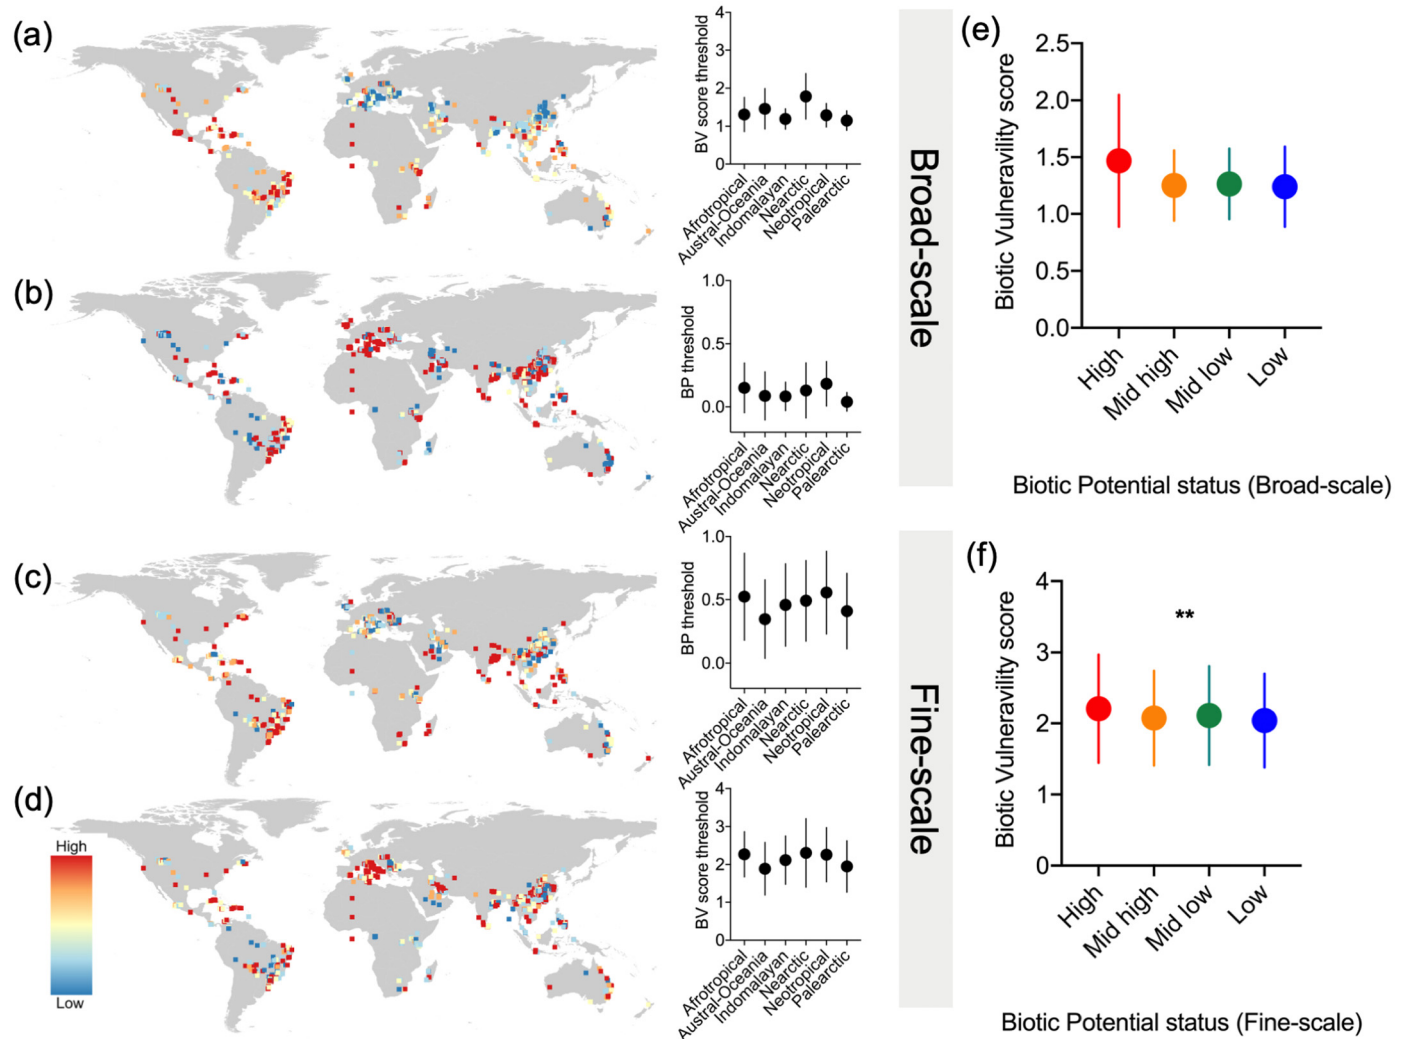 (a)
4
3
2
1
0
BV score threshold
Afrotropical
Austral-Oceania
Indomalayan
Nearctic
Neotropical
Palearctic
(b)
1.0
0.5
0.0
BP threshold
Afrotropical
Austral-Oceania
Indomalayan
Nearctic
Neotropical
Palearctic
Broad-scale
(e)
2.5
2.0
1.5
1.0
0.5
0.0
Biotic Vulneravility score
High
Mid high
Mid low
Low
Biotic Potential status (Broad-scale)
(c)
1.0
0.5
0.0
BP threshold
Afrotropical
Austral-Oceania
Indomalayan
Nearctic
Neotropical
Palearctic
(d)
High
Low
4
3
2
1
0
BV score threshold
Afrotropical
Austral-Oceania
Indomalayan
Nearctic
Neotropical
Palearctic
Fine-scale
(f)
4
3
2
1
0
Biotic Vulneravility score
**
High
Mid high
Mid low
Low
Biotic Potential status (Fine-scale)